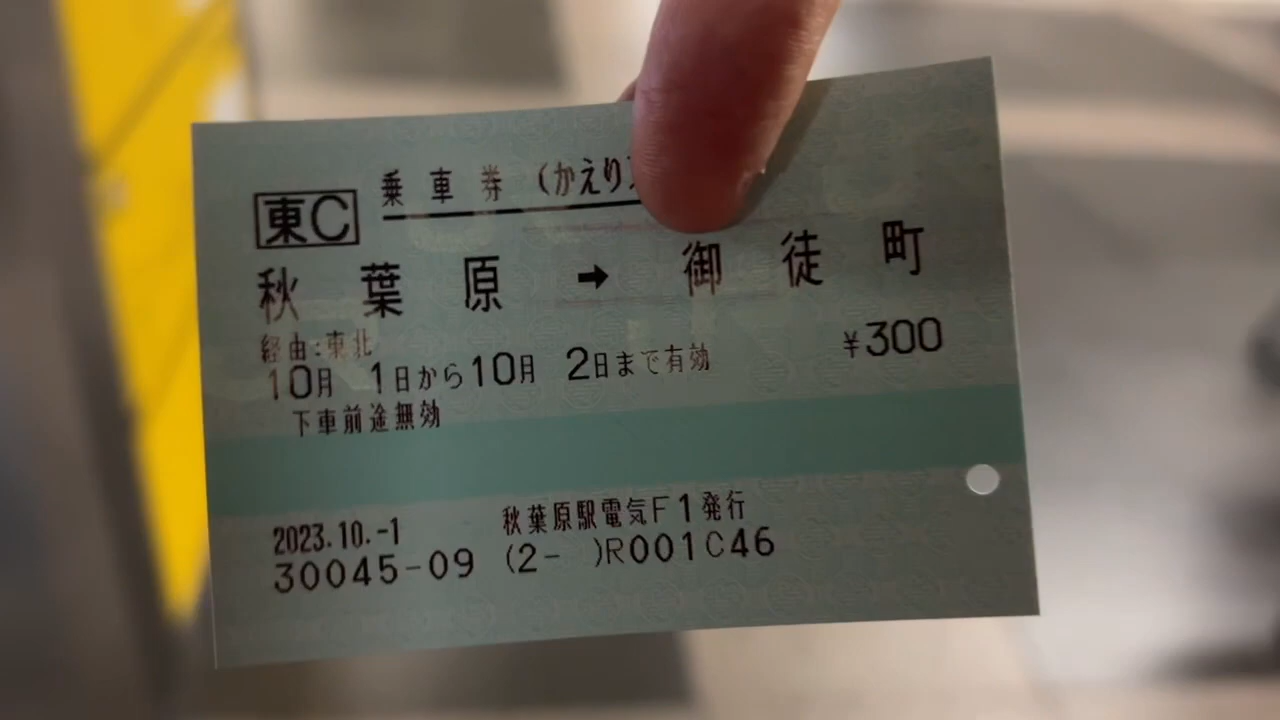 乗車券（かえり
東C
秋葉原 → 御徒町
経由：東北
¥300
10月 1日から10月 2日まで有効
下車前途無効
2023.10.-1 秋葉原駅電気F1発行
30045-09 (2- )R001C46